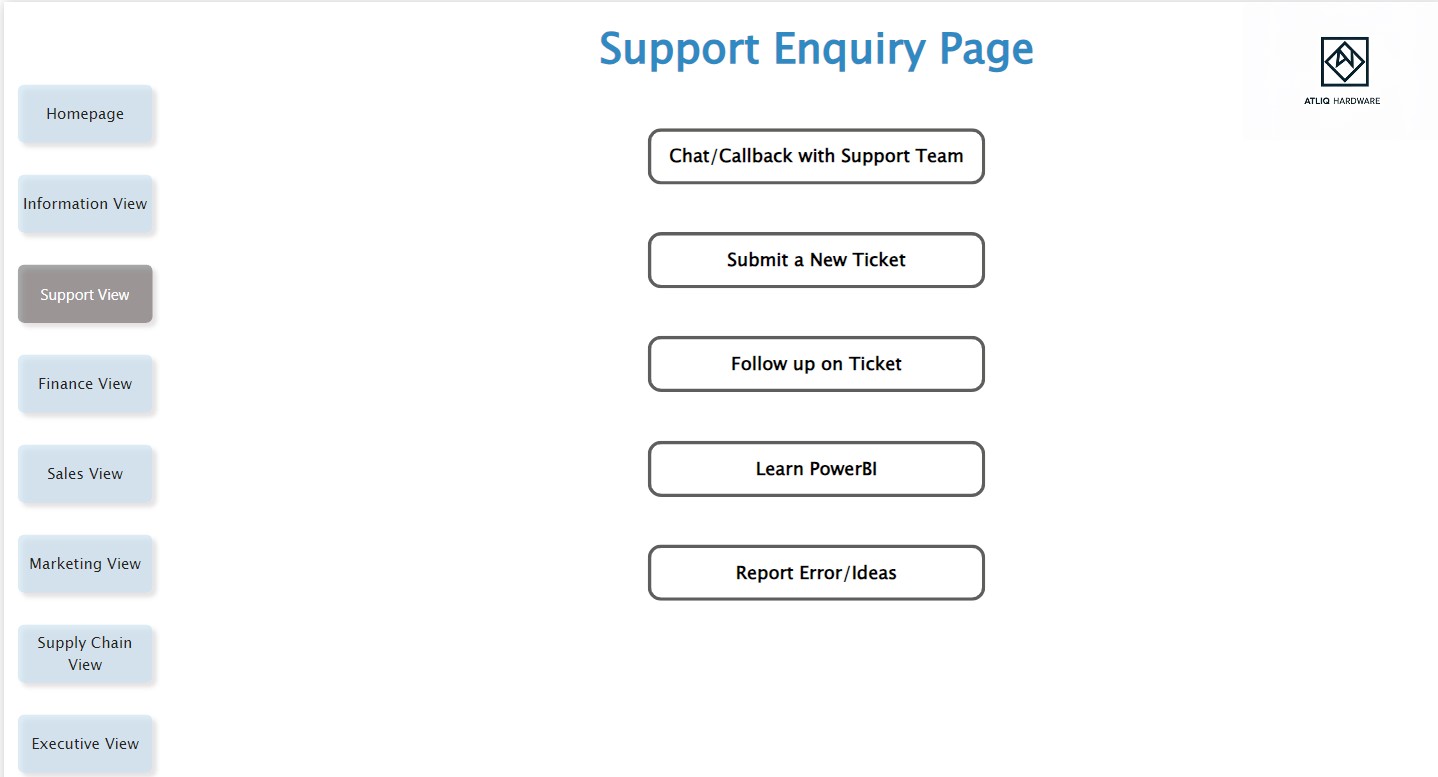 Support Enquiry Page
ATLIQ HARDWARE
Homepage
Information View
Support View
Finance View
Sales View
Marketing View
Supply Chain
View
Executive View
Chat/Callback with Support Team
Submit a New Ticket
Follow up on Ticket
Learn PowerBI
Report Error/Ideas